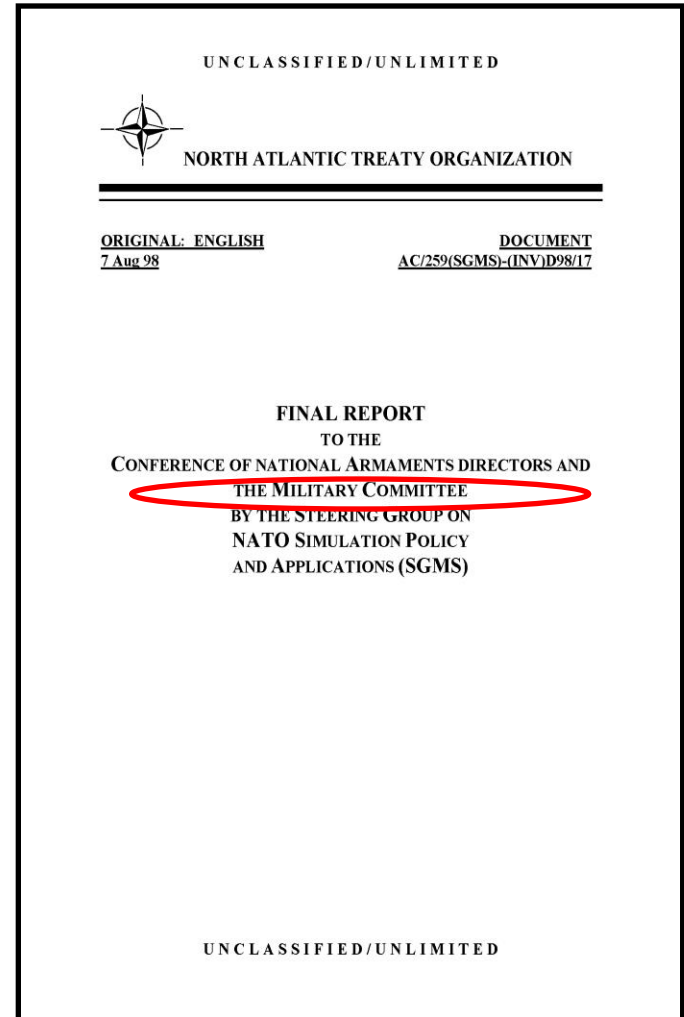 UNCLASSIFIED/UNLIMITED
NORTH ATLANTIC TREATY ORGANIZATION
ORIGINAL: ENGLISH DOCUMENT
7 Aug 98 AC/259(SGMS)-(INV)D98/17
FINAL REPORT
TO THE
CONFERENCE OF NATIONAL ARMAMENTS DIRECTORS AND
THE MILITARY COMMITTEE
BY THE STEERING GROUP ON
NATO SIMULATION POLICY
AND APPLICATIONS (SGMS)
UNCLASSIFIED/UNLIMITED